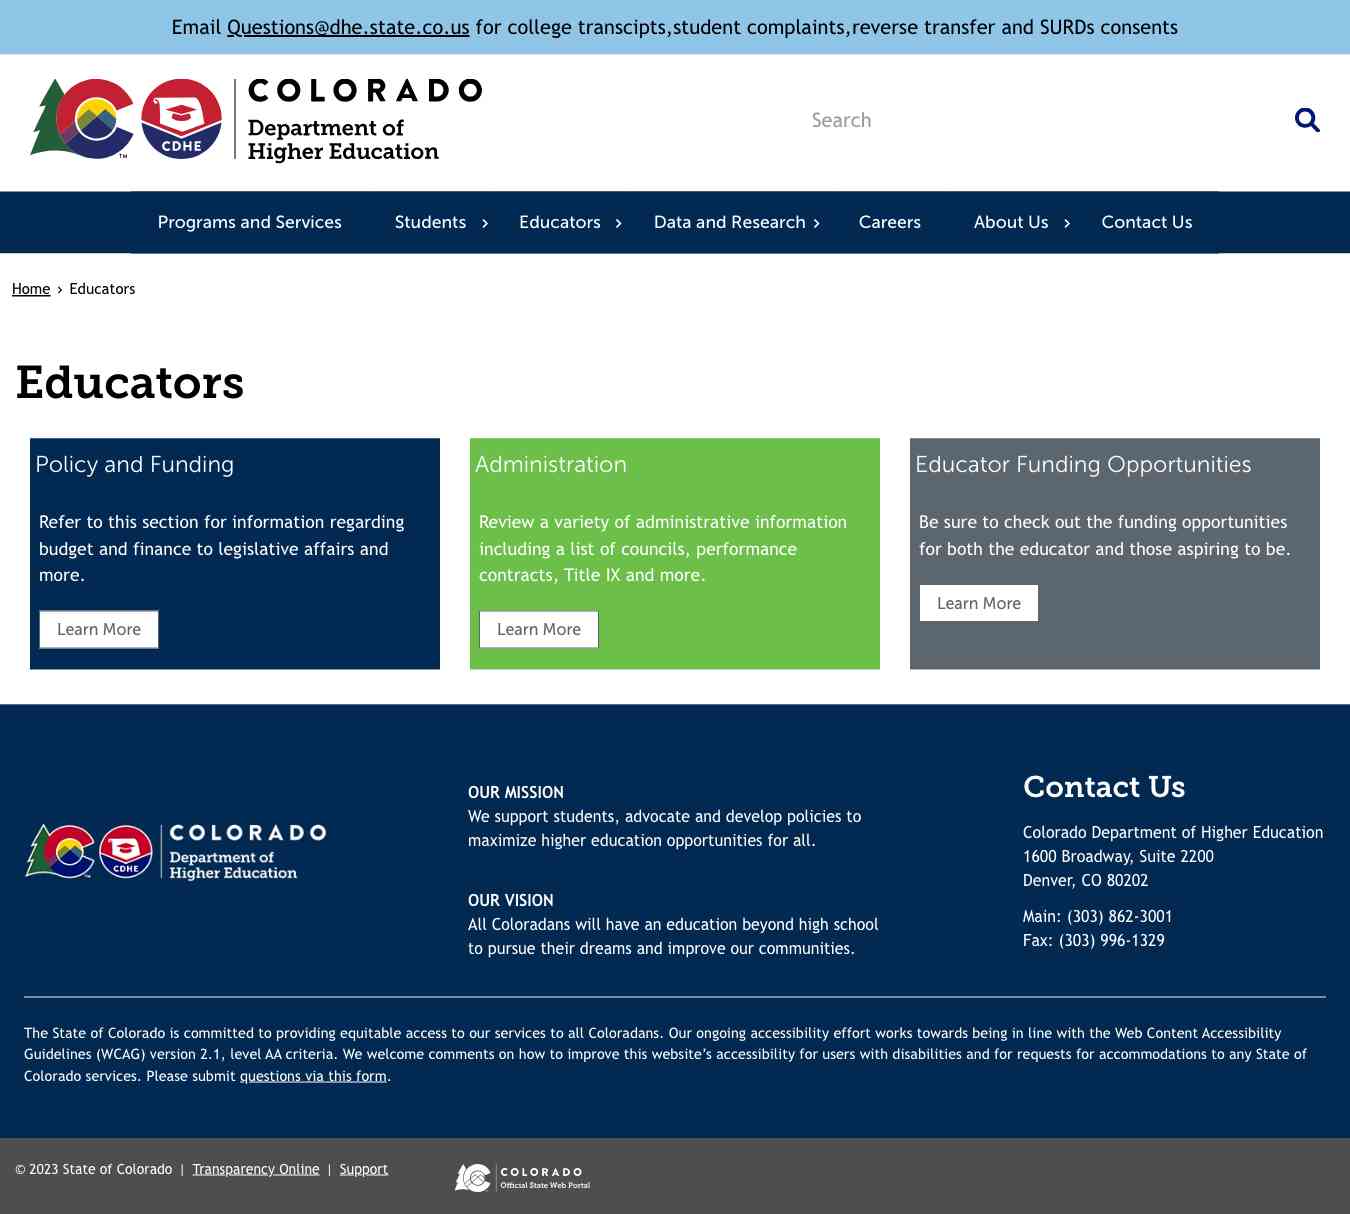 Email Questions@dhe.state.co.us for college transcipts,student complaints,reverse transfer and SURDs consents
CDHE
TM
COLORADO
Department of
Higher Education
Search
Programs and Services
Students
Educators
Data and Research
Careers
About Us
Contact Us
Home › Educators
Educators
Policy and Funding
Refer to this section for information regarding
budget and finance to legislative affairs and
more.
Learn More
Administration
Review a variety of administrative information
including a list of councils, performance
contracts, Title IX and more.
Learn More
Educator Funding Opportunities
Be sure to check out the funding opportunities
for both the educator and those aspiring to be.
Learn More
CDHE
COLORADO
Department of
Higher Education
OUR MISSION
We support students, advocate and develop policies to
maximize higher education opportunities for all.
OUR VISION
All Coloradans will have an education beyond high school
to pursue their dreams and improve our communities.
Contact Us
Colorado Department of Higher Education
1600 Broadway, Suite 2200
Denver, CO 80202
Main: (303) 862-3001
Fax: (303) 996-1329
The State of Colorado is committed to providing equitable access to our services to all Coloradans. Our ongoing accessibility effort works towards being in line with the Web Content Accessibility
Guidelines (WCAG) version 2.1, level AA criteria. We welcome comments on how to improve this website’s accessibility for users with disabilities and for requests for accommodations to any State of
Colorado services. Please submit questions via this form.
© 2023 State of Colorado | Transparency Online | Support
COLORADO
Official State Web Portal